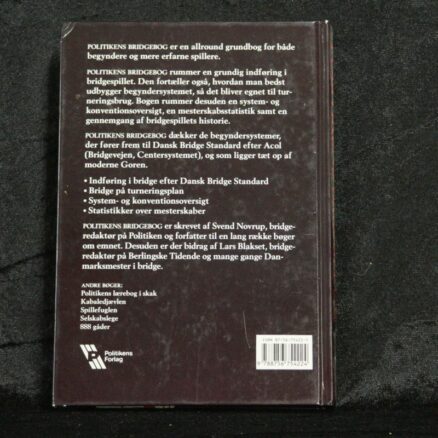 POLITIKENS BRIDGEBOG er en allround grundbog for både
begyndere og mere erfarne spillere.
POLITIKENS BRIDGEBOG rummer en grundig indføring i
bridgespillet. Den fortæller også, hvordan man bedst
udbygger begyndersystemet, så det bliver egnet til tur-
neringsbrug. Bogen rummer desuden en system- og
konventionsoversigt, en mesterskabsstatistik samt en
gennemgang af bridgespillets historie.
POLITIKENS BRIDGEBOG dækker de begyndersystemer,
der fører frem til Dansk Bridge Standard efter Acol
(Bridgevejen, Centersystemet), og som ligger tæt op af
moderne Goren.
• Indføring i bridge efter Dansk Bridge Standard
• Bridge på turneringsplan
• System- og konventionsoversigt
• Statistikker over mesterskaber
POLITIKENS BRIDGEBOG er skrevet af Svend Novrup, bridge-
redaktør på Politiken og forfatter til en lang række bøger
om emnet. Desuden er der bidrag af Lars Blakset, bridge-
redaktør på Berlingske Tidende og mange gange Dan-
marksmester i bridge.
ANDRE BØGER:
Politikens lærebog i skak
Kabaledjævlen
Spillefuglen
Selskabslege
888 gåder
Politikens
Forlag
9 788756 754224